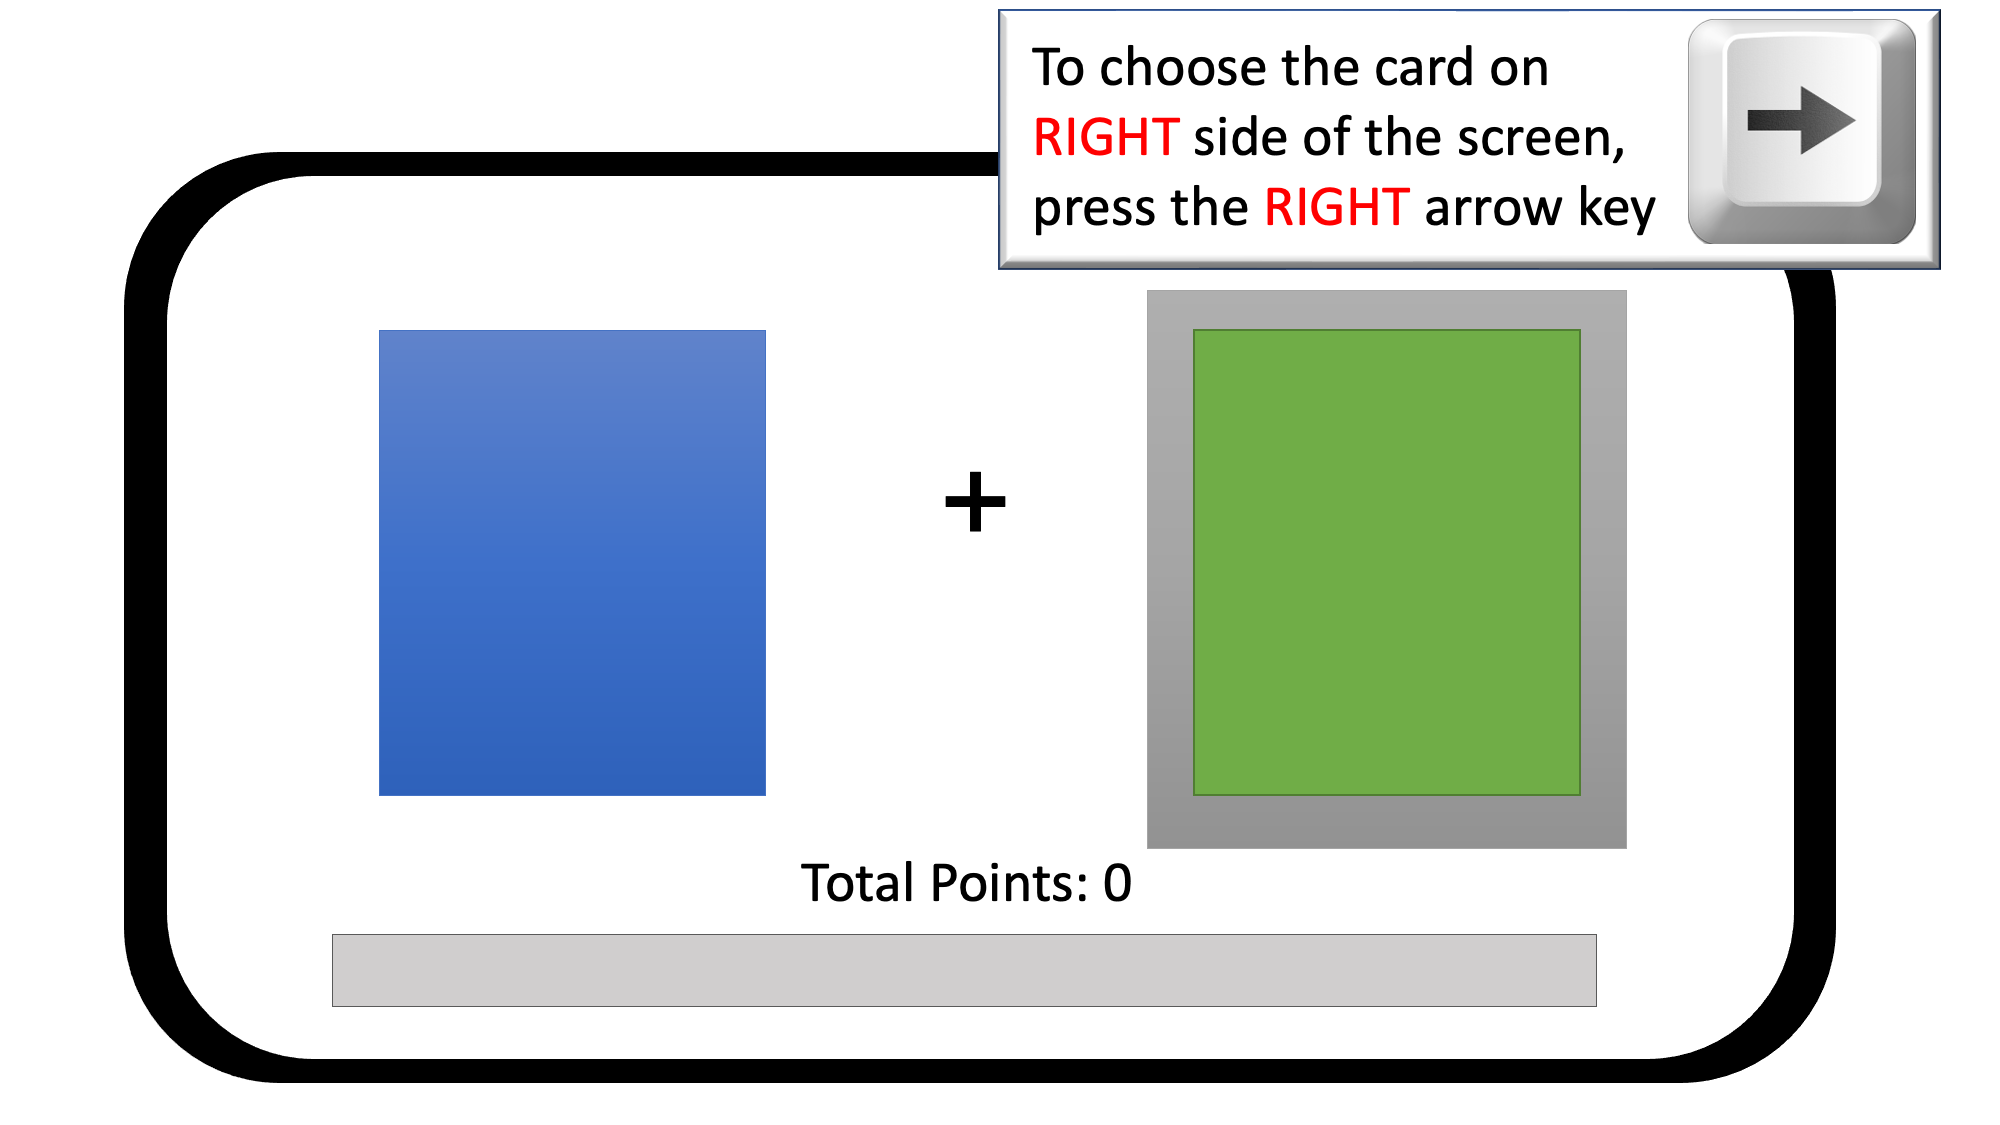 To choose the card on
RIGHT side of the screen,
press the RIGHT arrow key
+
Total Points: 0